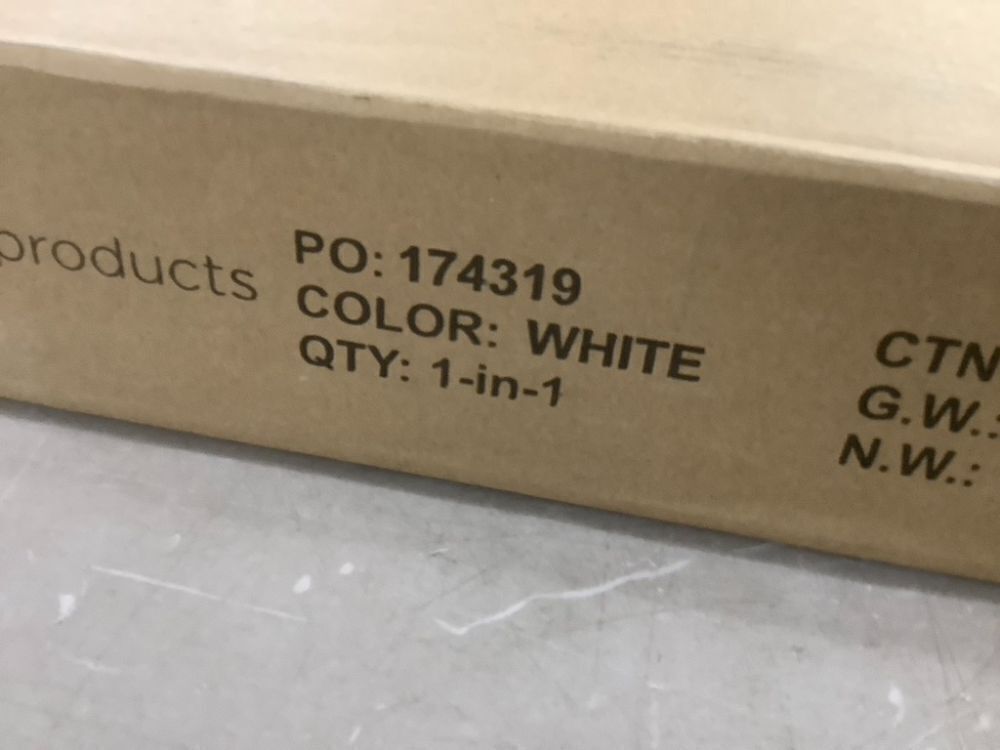 products
PO: 174319
COLOR: WHITE
QTY: 1-in-1
CTN
G.W.:
N.W.: